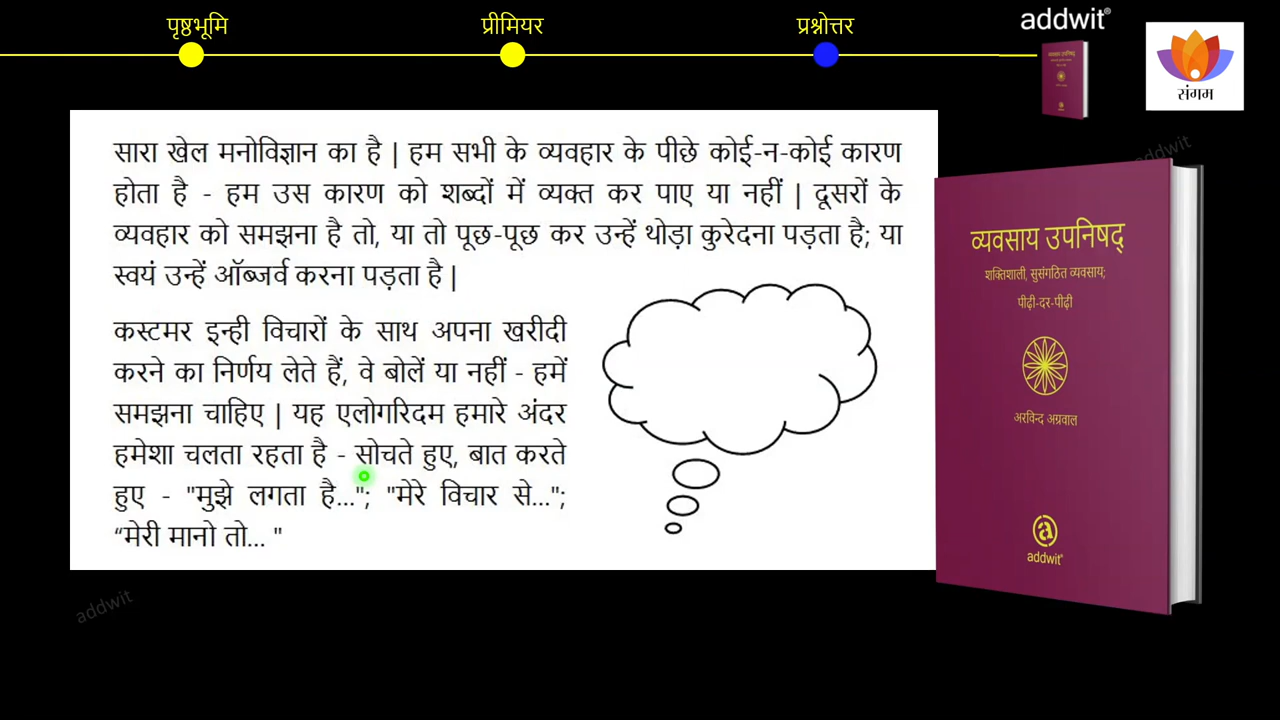 पृष्ठभूमि
प्रीमियर
प्रश्नोत्तर
addwit®
संगम
सारा खेल मनोविज्ञान का है | हम सभी के व्यवहार के पीछे कोई-न-कोई कारण
होता है - हम उस कारण को शब्दों में व्यक्त कर पाए या नहीं | दूसरों के
व्यवहार को समझना है तो, या तो पूछ-पूछ कर उन्हें थोड़ा कुरेदना पड़ता है; या
स्वयं उन्हें ऑब्जर्व करना पड़ता है |
कस्टमर इन्ही विचारों के साथ अपना खरीदी
करने का निर्णय लेते हैं, वे बोलें या नहीं - हमें
समझना चाहिए | यह एलोगरिदम हमारे अंदर
हमेशा चलता रहता है - सोचते हुए, बात करते
हुए - "मुझे लगता है..."; "मेरे विचार से...";
“मेरी मानो तो... "
addwit
व्यवसाय उपनिषद्
शक्तिशाली, सुसंगठित व्यवसाय;
पीढ़ी-दर-पीढ़ी
अरविन्द अग्रवाल
addwit®
addwit